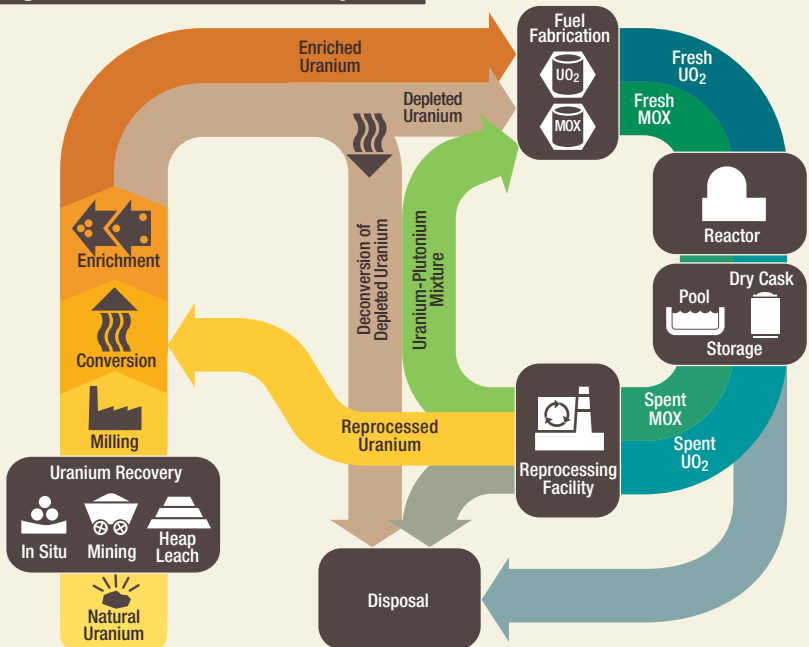 Fuel
Fabrication
UO₂
MOX
Enriched
Uranium
Depleted
Uranium
Fresh
UO₂
Fresh
MOX
Reactor
Dry Cask
Pool
Storage
Enrichment
Deconversion of
Depleted Uranium
Uranium-Plutonium
Mixture
Conversion
Milling
Reprocessed
Uranium
Spent
MOX
Spent
UO₂
Reprocessing
Facility
Uranium Recovery
In Situ
Mining
Heap
Leach
Disposal
Natural
Uranium